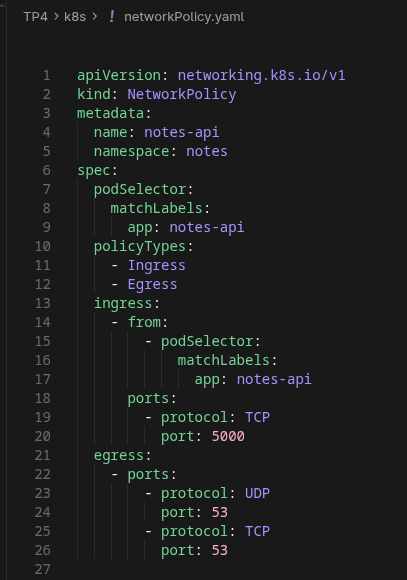 TP4 > k8s > ! networkPolicy.yaml
1 apiVersion: networking.k8s.io/v1
2 kind: NetworkPolicy
3 metadata:
4   name: notes-api
5   namespace: notes
6 spec:
7   podSelector:
8     matchLabels:
9       app: notes-api
10   policyTypes:
11     - Ingress
12     - Egress
13   ingress:
14     - from:
15         - podSelector:
16             matchLabels:
17               app: notes-api
18       ports:
19         - protocol: TCP
20           port: 5000
21   egress:
22     - ports:
23         - protocol: UDP
24           port: 53
25         - protocol: TCP
26           port: 53
27